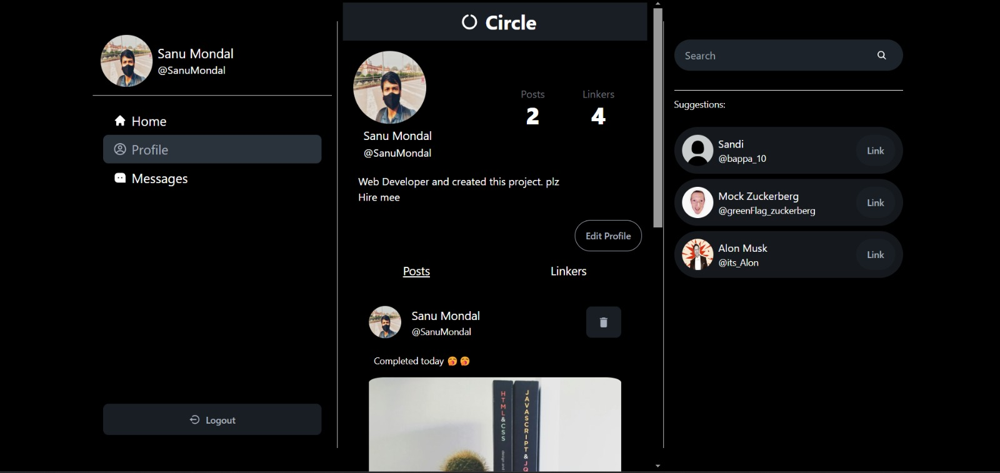 Sanu Mondal
@SanuMondal
Home
Profile
Messages
Logout
Circle
Posts
2
Linkers
4
Sanu Mondal
@SanuMondal
Web Developer and created this project. plz
Hire mee
Edit Profile
Posts
Linkers
Sanu Mondal
@SanuMondal
Completed today 🥱🥱
HTML&CSS
JAVASCRIPT& JQ
Search
Suggestions:
Sandi
@bappa_10
Link
Mock Zuckerberg
@greenFlag_zuckerberg
Link
Alon Musk
@its_Alon
Link